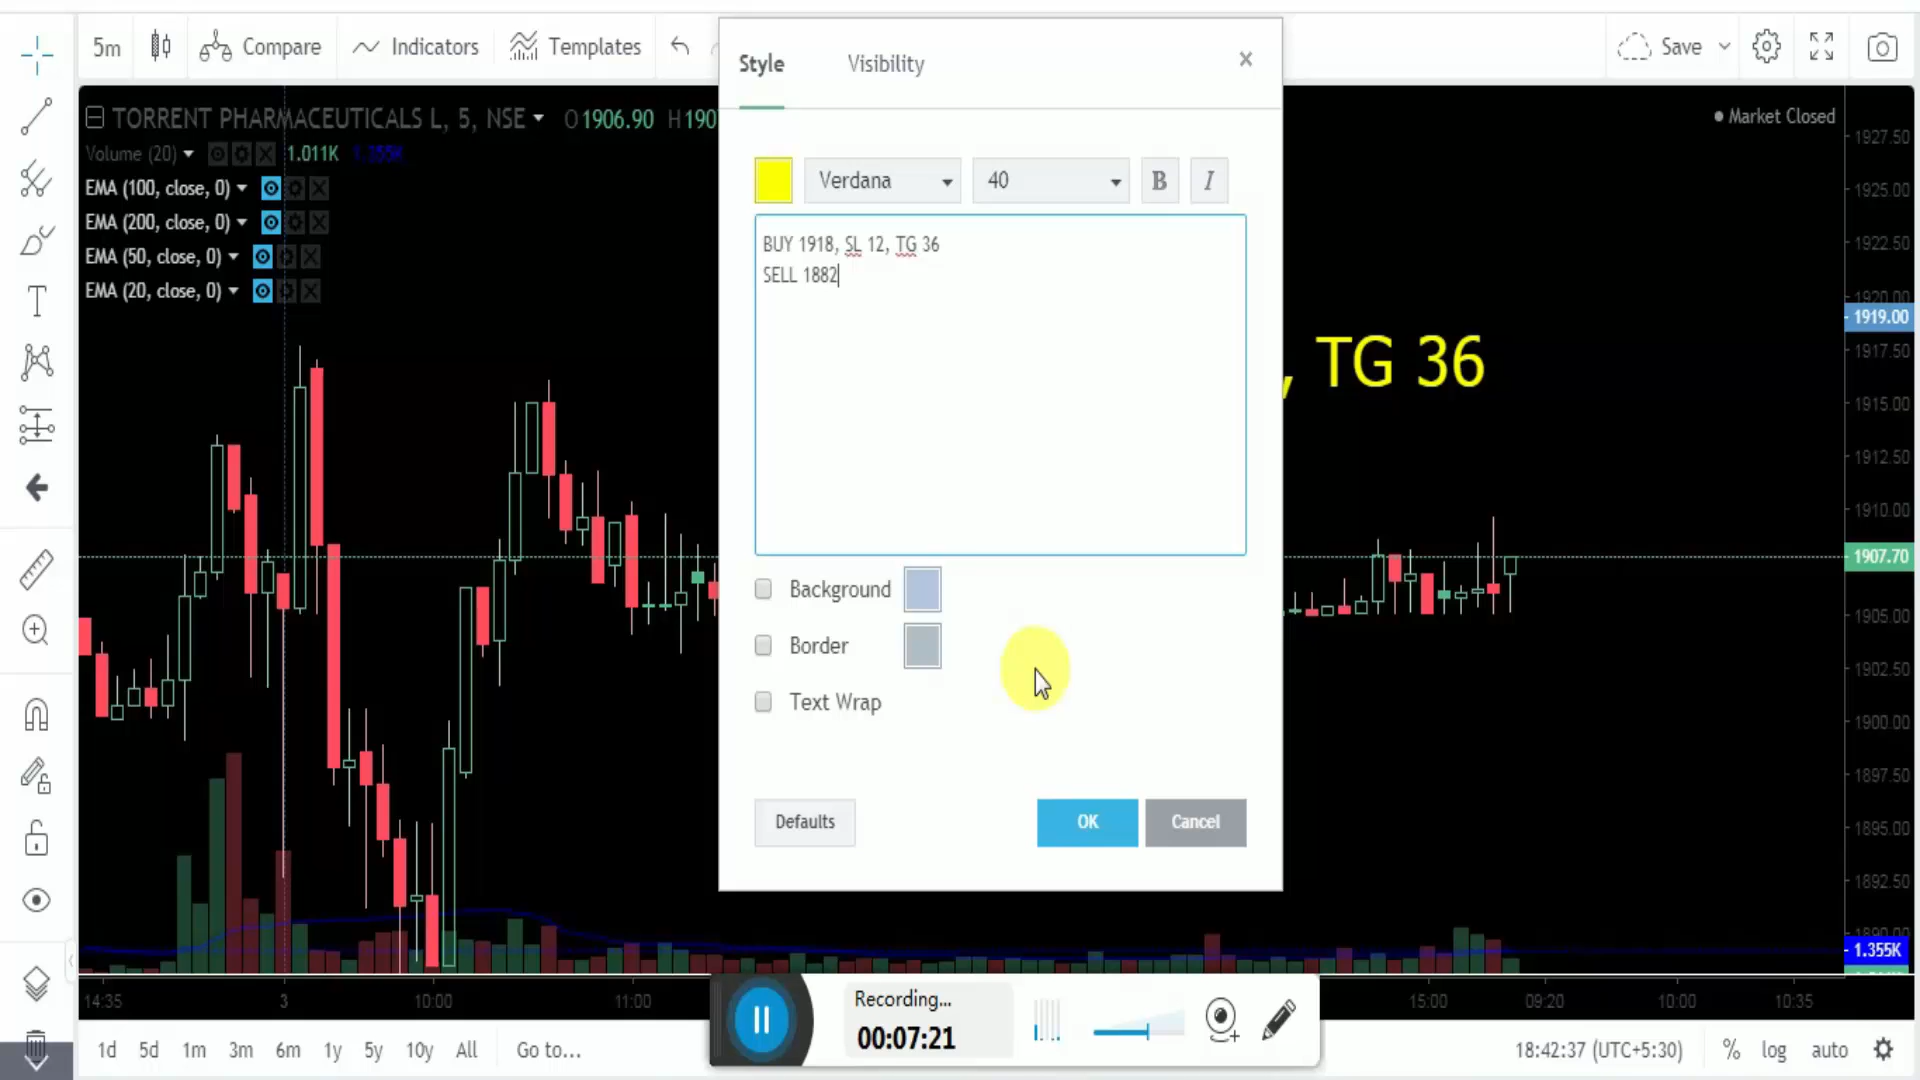 5m
Compare
Indicators
Templates
Style
Visibility
×
Save
TORRENT PHARMACEUTICALS L, 5, NSE
O1906.90 H190
Market Closed
Volume (20)
1.011K 1.355K
EMA (100, close, 0)
EMA (200, close, 0)
EMA (50, close, 0)
EMA (20, close, 0)
Verdana
40
B
I
BUY 1918, SL 12, TG 36
SELL 1882
, TG 36
Background
Border
Text Wrap
Defaults
OK
Cancel
1927.50
1925.00
1922.50
1920.00
1919.00
1917.50
1915.00
1912.50
1910.00
1907.70
1905.00
1902.50
1900.00
1897.50
1895.00
1892.50
1890.00
1.355K
14:35
3
10:00
11:00
15:00
09:20
10:00
10:35
Recording...
00:07:21
1d
5d
1m
3m
6m
1y
5y
10y
All
Go to...
18:42:37 (UTC+5:30)
%
log
auto